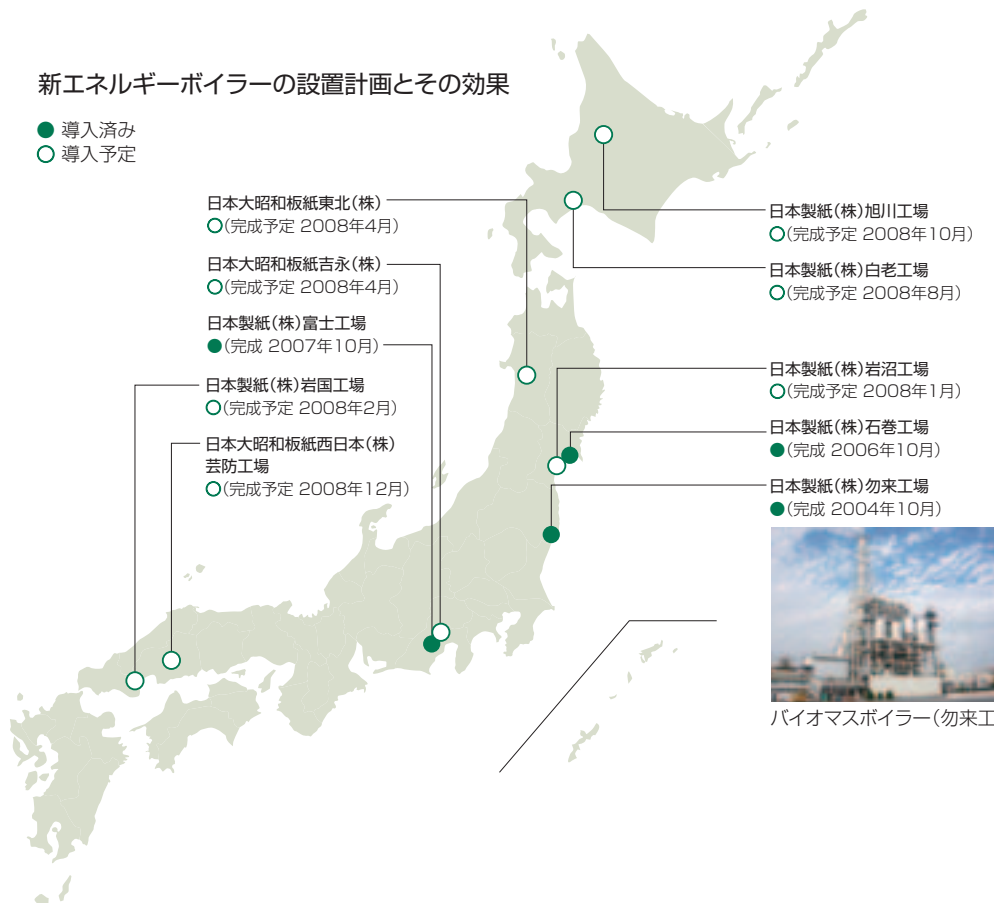 新エネルギーボイラーの設置計画とその効果
● 導入済み
○ 導入予定
日本大昭和板紙東北(株)
○(完成予定 2008年4月)
日本大昭和板紙吉永(株)
○(完成予定 2008年4月)
日本製紙(株)富士工場
●(完成 2007年10月)
日本製紙(株)岩国工場
○(完成予定 2008年2月)
日本大昭和板紙西日本(株)
芸防工場
○(完成予定 2008年12月)
日本製紙(株)旭川工場
○(完成予定 2008年10月)
日本製紙(株)白老工場
○(完成予定 2008年8月)
日本製紙(株)岩沼工場
○(完成予定 2008年1月)
日本製紙(株)石巻工場
●(完成 2006年10月)
日本製紙(株)勿来工場
●(完成 2004年10月)
バイオマスボイラー(勿来工